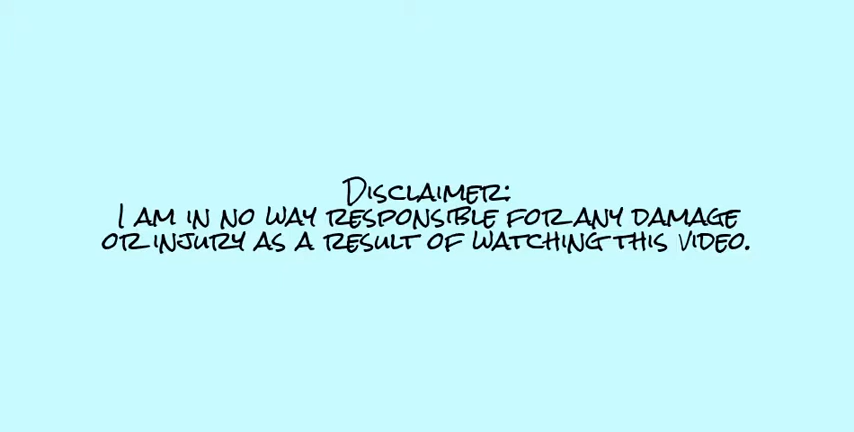 Disclaimer:
I am in no way responsible for any damage
or injury as a result of watching this video.